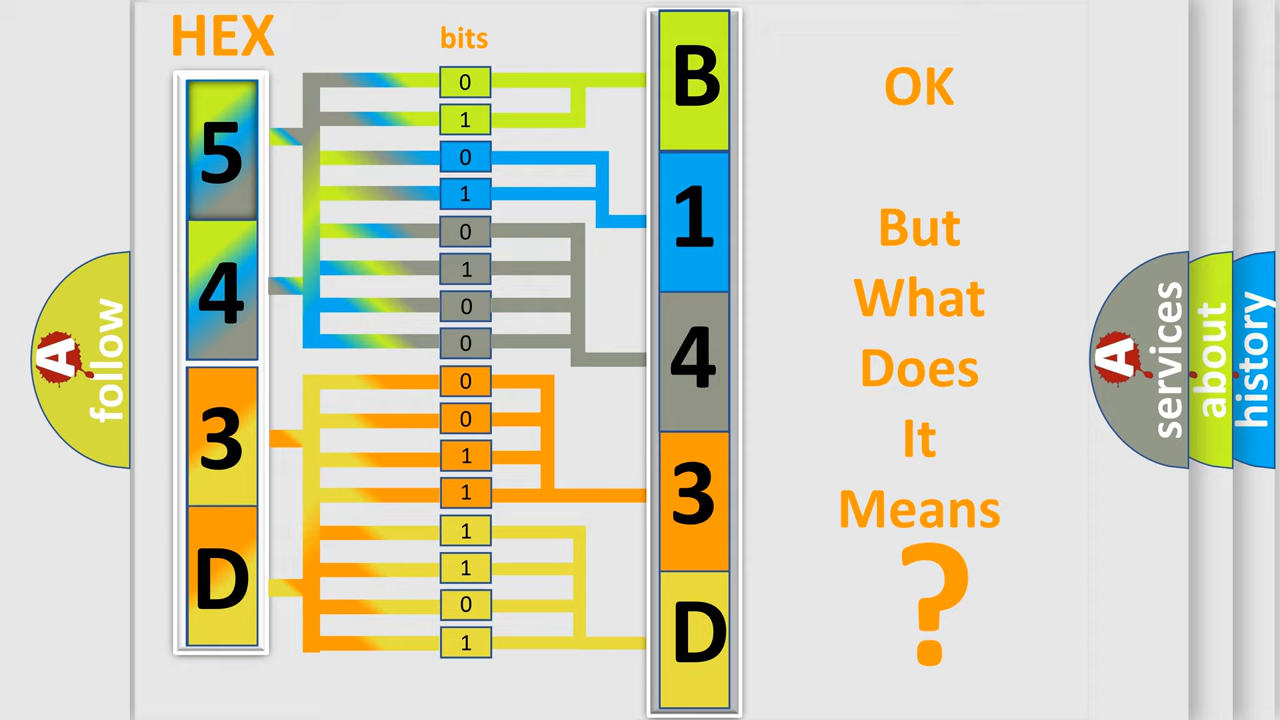 HEX
bits
5
4
3
D
0
1
0
1
0
1
0
0
0
0
1
1
1
1
0
1
B
1
4
3
D
OK
But
What
Does
It
Means
?
A
follow
A
services
about
history